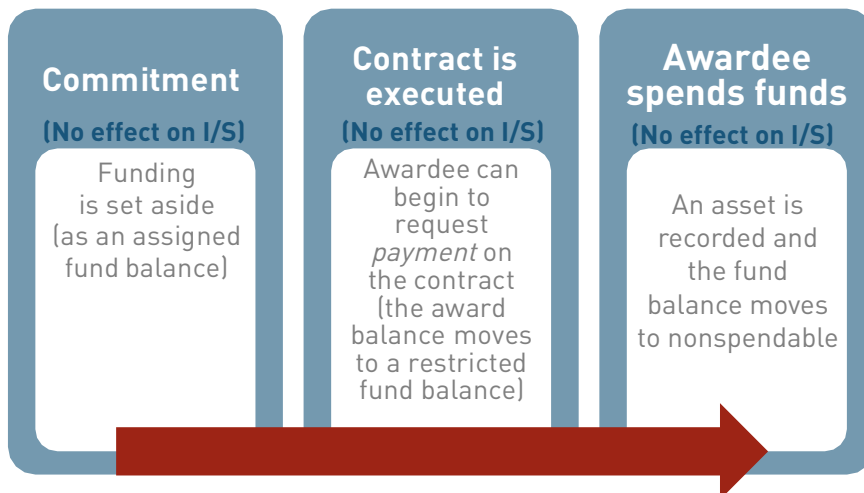 Commitment
(No effect on I/S)
Funding
is set aside
(as an assigned
fund balance)
Contract is
executed
(No effect on I/S)
Awardee can
begin to
request
payment on
the contract
(the award
balance moves
to a restricted
fund balance)
Awardee
spends funds
(No effect on I/S)
An asset is
recorded and
the fund
balance moves
to nonspendable